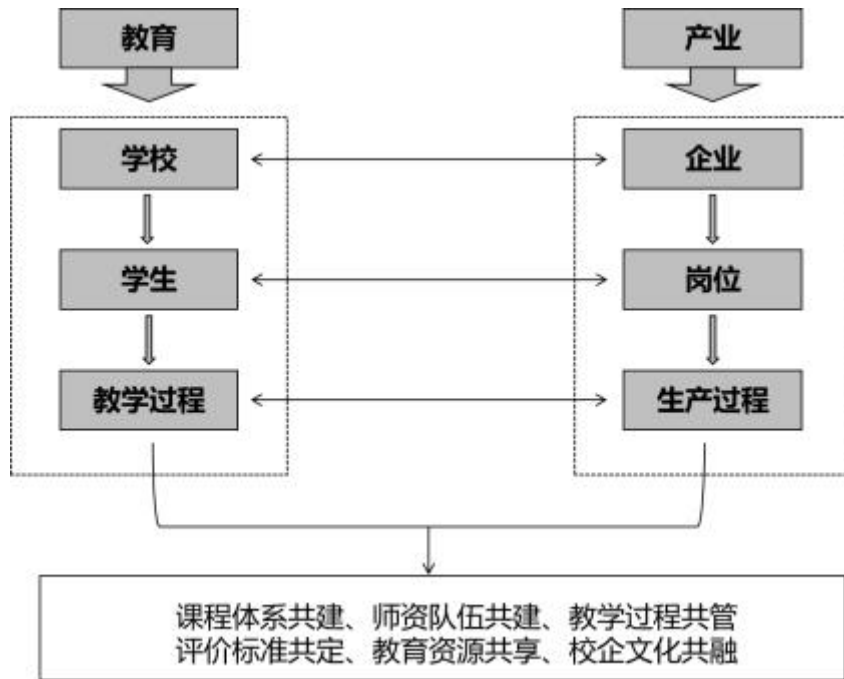 教育
产业
学校
企业
学生
岗位
教学过程
生产过程
课程体系共建、师资队伍共建、教学过程共管
评价标准共定、教育资源共享、校企文化共融